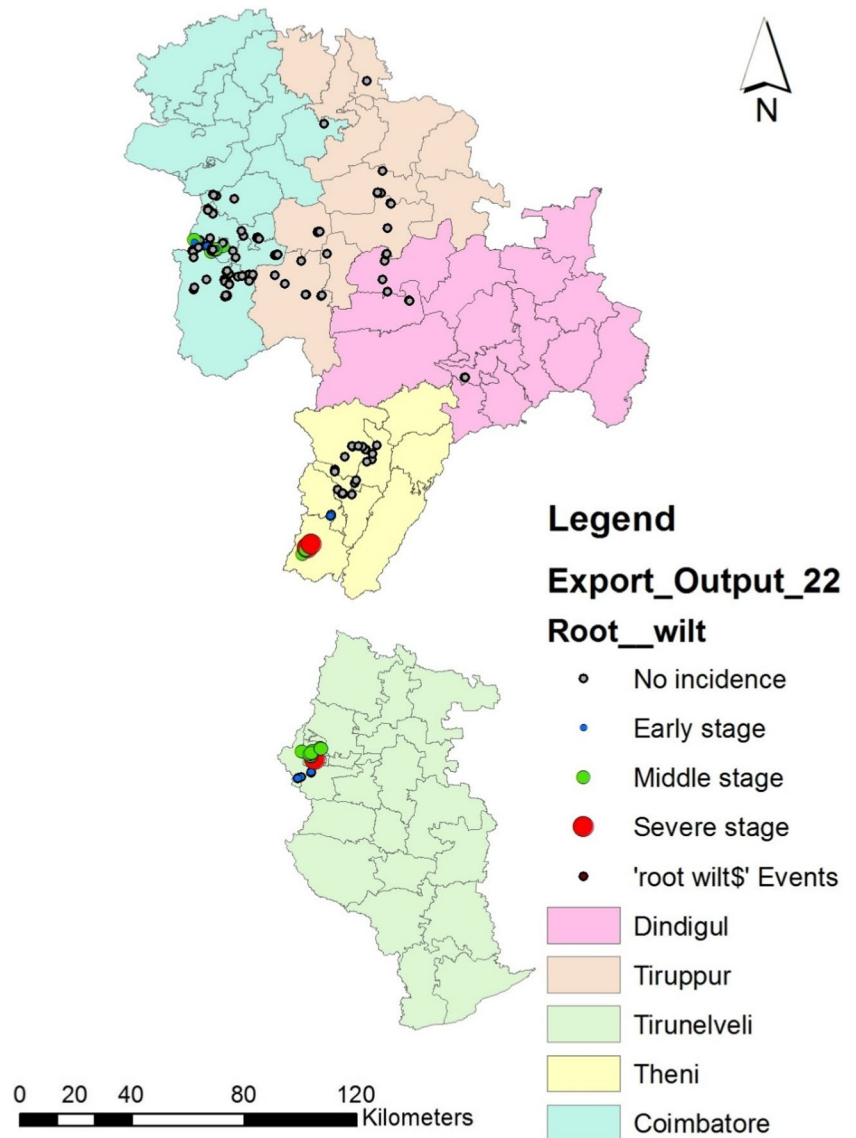 N
Legend
Export_Output_22
Root__wilt
No incidence
Early stage
Middle stage
Severe stage
'root wilt$' Events
Dindigul
Tiruppur
Tirunelveli
Theni
Coimbatore
0 20 40 80 120
Kilometers